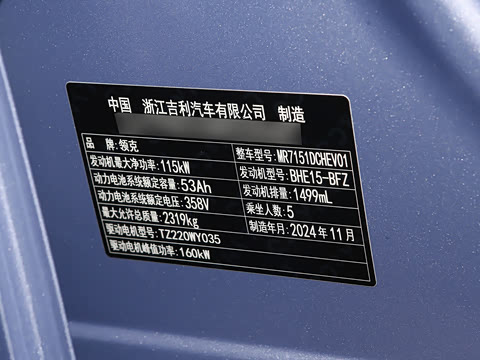 中国 浙江吉利汽车有限公司 制造
品 牌:领克
整车型号:MR7151DCHEV01
发动机最大净功率:115kW
发动机型号:BHE15-BFZ
动力电池系统额定容量:53Ah
发动机排量:1499mL
动力电池系统额定电压:358V
乘坐人数:5
最大允许总质量:2319kg
制造年月:2024年11月
驱动电机型号:TZ220WY035
驱动电机峰值功率:160kW